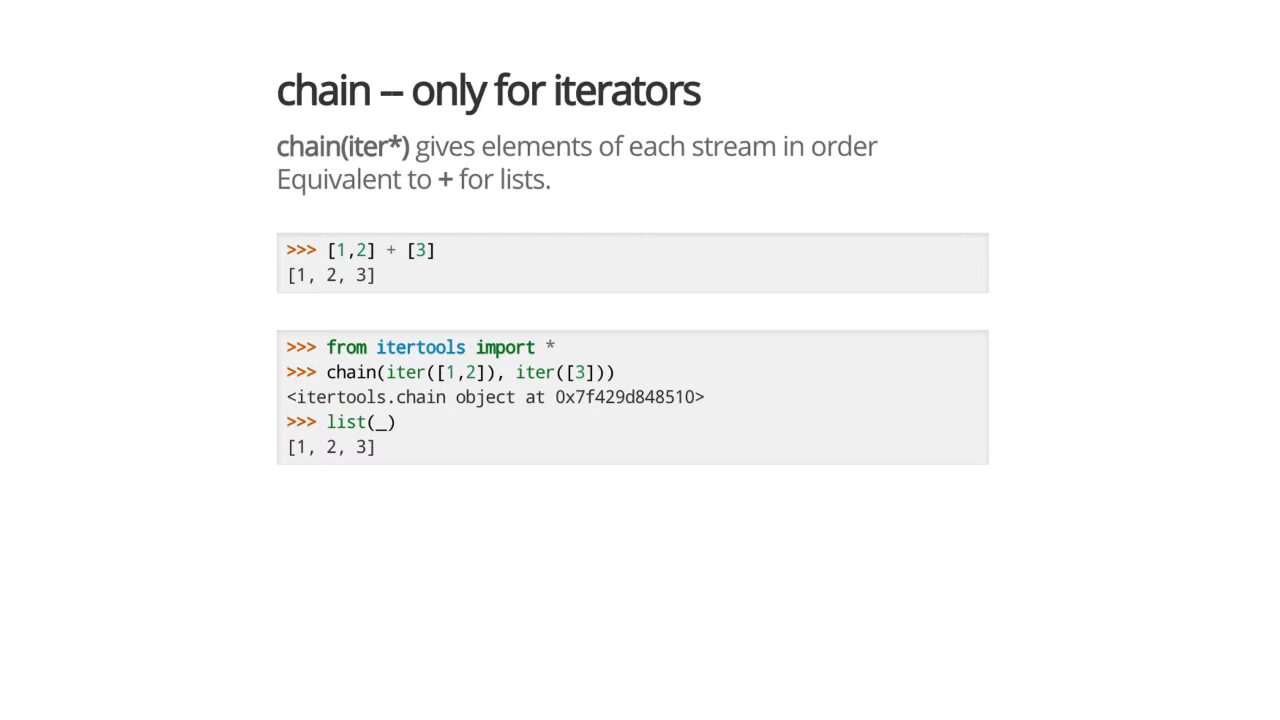 chain -- only for iterators
chain(iter*) gives elements of each stream in order
Equivalent to + for lists.
>>> [1,2] + [3]
[1, 2, 3]
>>> from itertools import *
>>> chain(iter([1,2]), iter([3]))
<itertools.chain object at 0x7f429d848510>
>>> list(_)
[1, 2, 3]